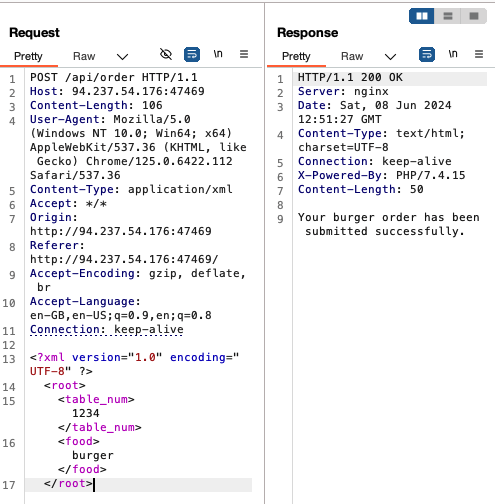 Request
Pretty Raw \n
1 POST /api/order HTTP/1.1
2 Host: 94.237.54.176:47469
3 Content-Length: 106
4 User-Agent: Mozilla/5.0
(Windows NT 10.0; Win64; x64)
AppleWebKit/537.36 (KHTML, like
Gecko) Chrome/125.0.6422.112
Safari/537.36
5 Content-Type: application/xml
6 Accept: */*
7 Origin:
http://94.237.54.176:47469
8 Referer:
http://94.237.54.176:47469/
9 Accept-Encoding: gzip, deflate,
br
10 Accept-Language:
en-GB,en-US;q=0.9,en;q=0.8
11 Connection: keep-alive
12
13 <?xml version="1.0" encoding="
UTF-8" ?>
14 <root>
15 <table_num>
1234
</table_num>
16 <food>
burger
</food>
17 </root>
Response
Pretty Raw \n
1 HTTP/1.1 200 OK
2 Server: nginx
3 Date: Sat, 08 Jun 2024
12:51:27 GMT
4 Content-Type: text/html;
charset=UTF-8
5 Connection: keep-alive
6 X-Powered-By: PHP/7.4.15
7 Content-Length: 50
8
9 Your burger order has been
submitted successfully.